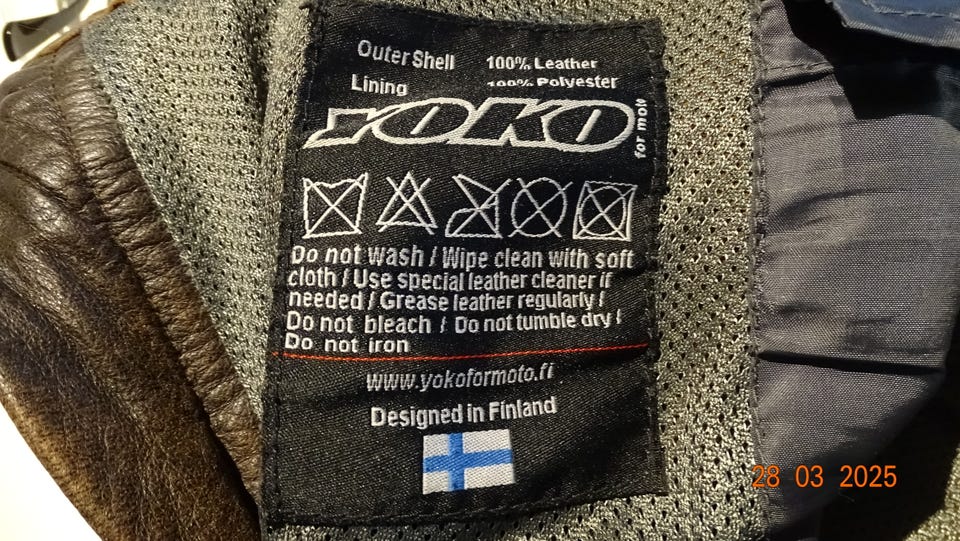 Outer Shell 100% Leather
Lining 100% Polyester
YOKO for moto
Do not wash / Wipe clean with soft
cloth / Use special leather cleaner if
needed / Grease leather regularly /
Do not bleach / Do not tumble dry /
Do not iron
www.yokoformoto.fi
Designed in Finland
28 03 2025